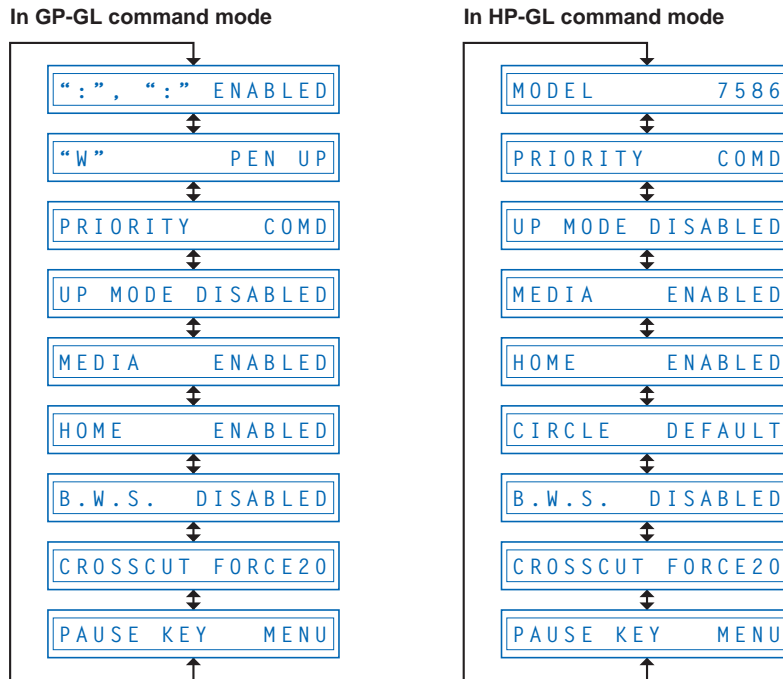 In GP-GL command mode
“:”, “:” ENABLED
“W” PEN UP
PRIORITY COMD
UP MODE DISABLED
MEDIA ENABLED
HOME ENABLED
B.W.S. DISABLED
CROSSCUT FORCE20
PAUSE KEY MENU
In HP-GL command mode
MODEL 7586
PRIORITY COMD
UP MODE DISABLED
MEDIA ENABLED
HOME ENABLED
CIRCLE DEFAULT
B.W.S. DISABLED
CROSSCUT FORCE20
PAUSE KEY MENU